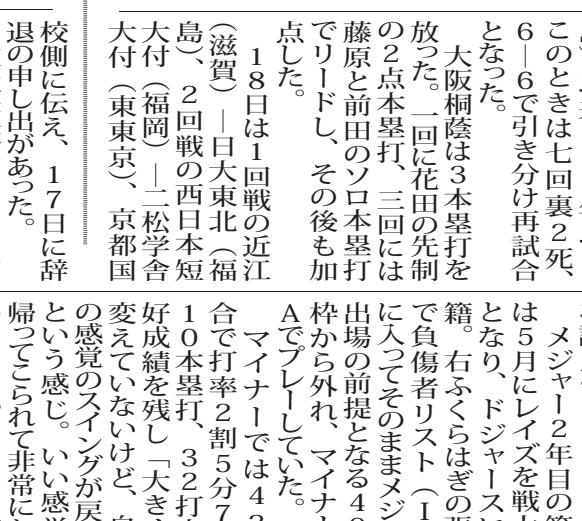 このときは七回裏2死、
6―6で引き分け再試合
となった。
大阪桐蔭は3本塁打を
放った。一回に花田の先制
の2点本塁打、三回には
藤原と前田のソロ本塁打
でリードし、その後も加
点した。
18日は1回戦の近江
（滋賀）―日大東北（福
島）、2回戦の西日本短
大付（福岡）―二松学舎
大付（東東京）、京都国
校側に伝え、17日に辞
退の申し出があった。
メジャー2年目の筒
は5月にレイズを戦力
となり、ドジャースに
籍。右ふくらはぎの張
で負傷者リスト（I
に入ってそのままメジ
出場の前提となる4
枠から外れ、マイナ
Aでプレーしていた。
マイナーでは43
合で打率2割5分7
10本塁打、32打
好成績を残し「大き
変えていないけど、自
の感覚のスイングが戻
という感じ。いい感覚
帰ってこられて非常に